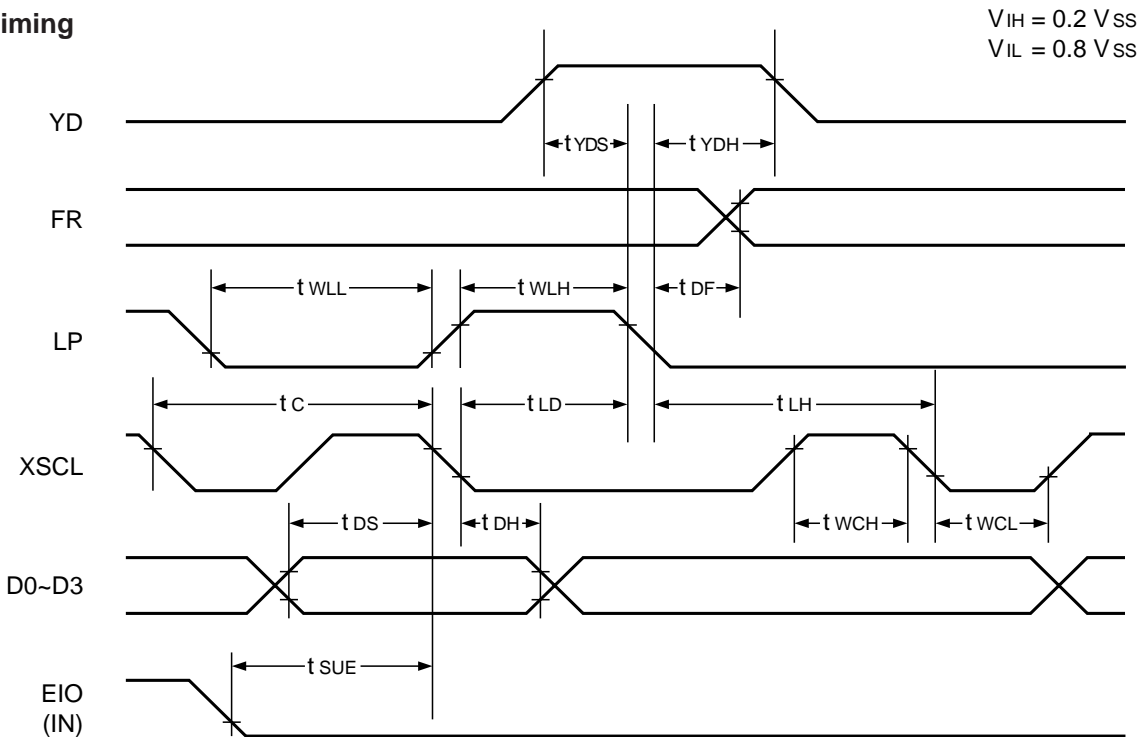 iming
VIH = 0.2 VSS
VIL = 0.8 VSS
YD
tYDS
tYDH
FR
tWLL
tWLH
tDF
LP
tC
tLD
tLH
XSCL
tDS
tDH
tWCH
tWCL
D0~D3
tSUE
EIO
(IN)